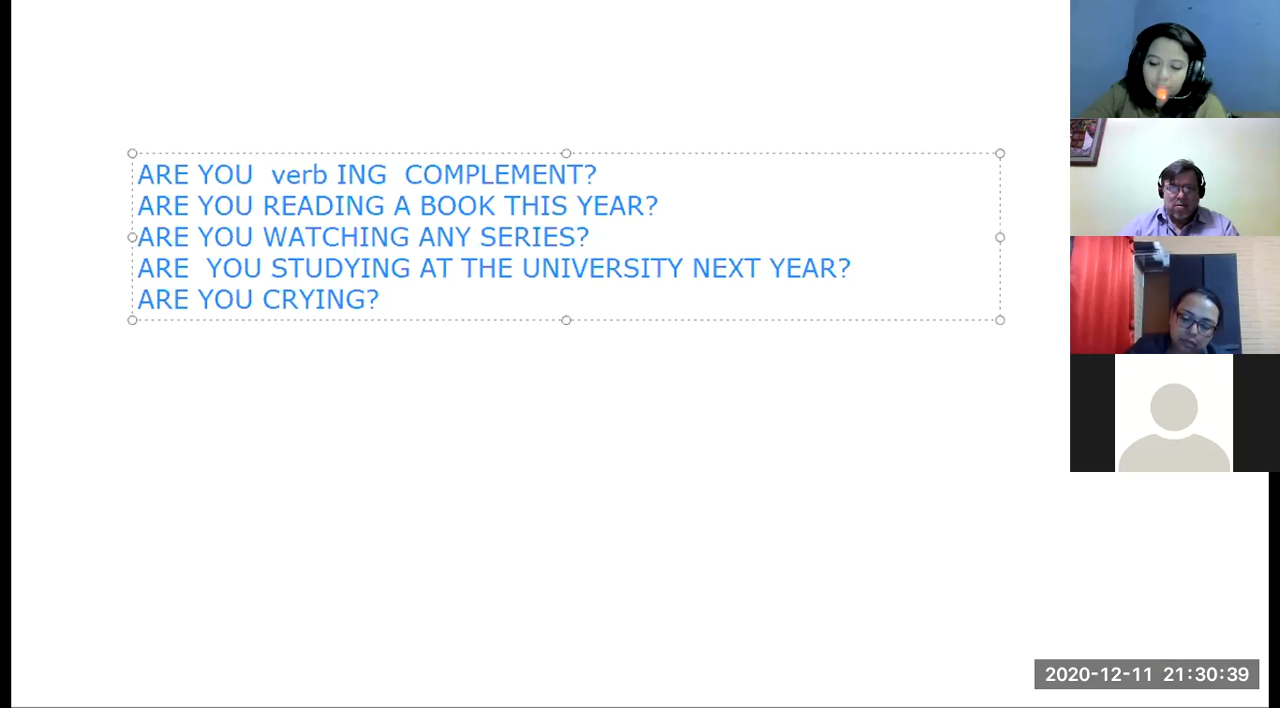 ARE YOU verb ING COMPLEMENT?
ARE YOU READING A BOOK THIS YEAR?
ARE YOU WATCHING ANY SERIES?
ARE YOU STUDYING AT THE UNIVERSITY NEXT YEAR?
ARE YOU CRYING?
2020-12-11 21:30:39